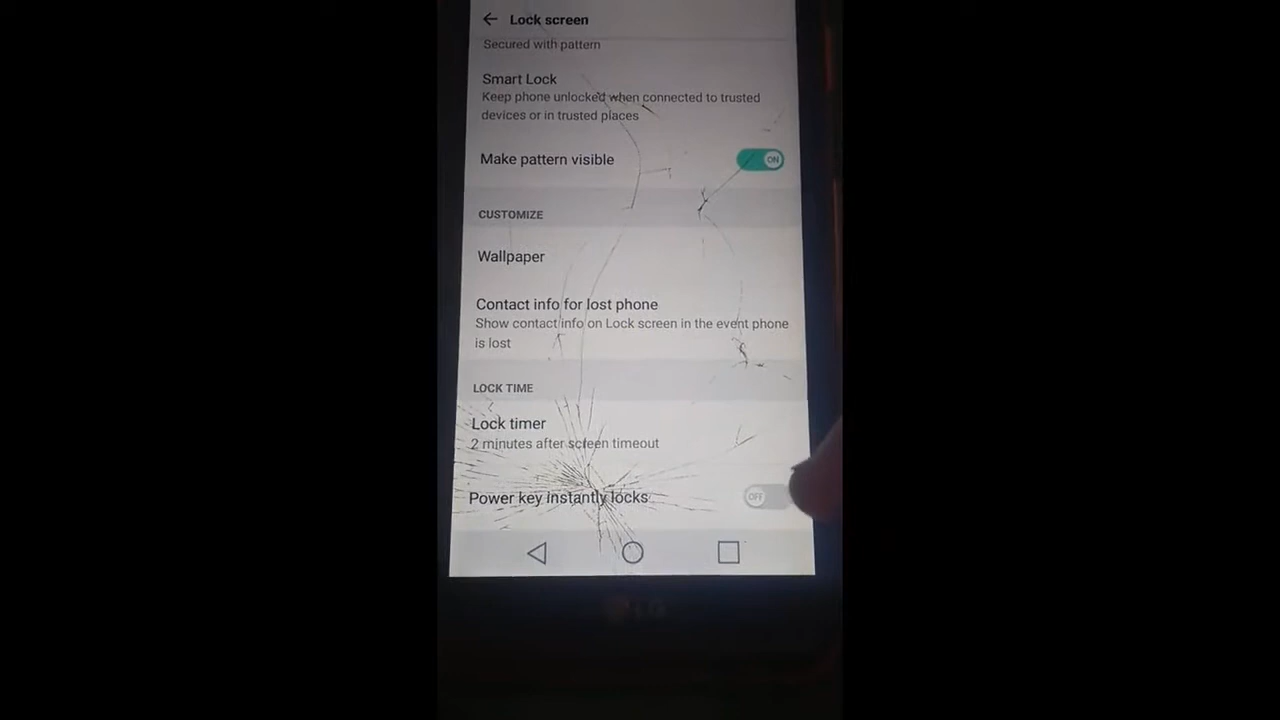 Lock screen
Secured with pattern
Smart Lock
Keep phone unlocked when connected to trusted
devices or in trusted places
Make pattern visible
ON
CUSTOMIZE
Wallpaper
Contact info for lost phone
Show contact info on Lock screen in the event phone
is lost
LOCK TIME
Lock timer
2 minutes after screen timeout
Power key instantly locks
OFF
LG